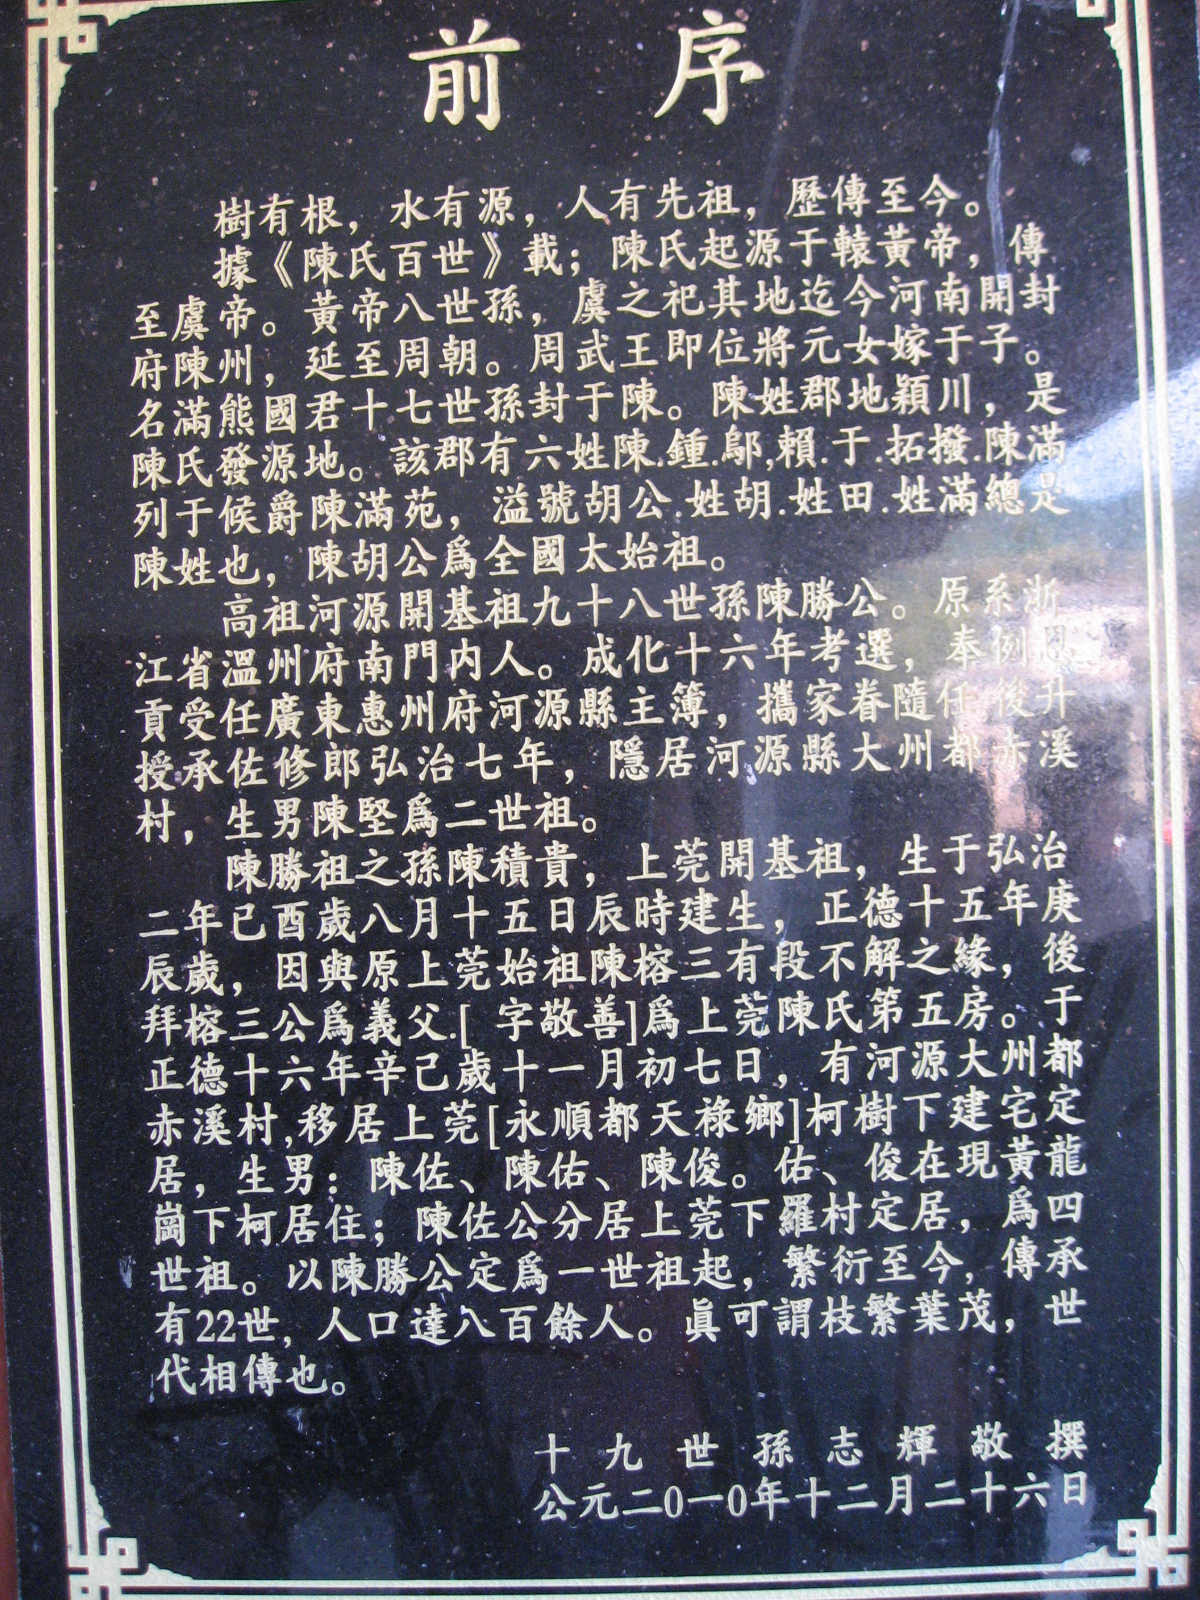 前 序
樹有根，水有源，人有先祖，歷傳至今。
據《陳氏百世》載；陳氏起源于轅黃帝，傳
至虞帝。黃帝八世孫，虞之祀其地迄今河南開封
府陳州，延至周朝。周武王即位將元女嫁于子。
名滿熊國君十七世孫封于陳。陳姓郡地穎川，是
陳氏發源地。該郡有六姓陳.鍾.鄔,賴.于.拓撥.陳滿
列于候爵陳滿苑，溢號胡公.姓胡.姓田.姓滿總是
陳姓也，陳胡公爲全國太始祖。
高祖河源開基祖九十八世孫陳勝公。原系浙
江省溫州府南門內人。成化十六年考選，奉例
貢受任廣東惠州府河源縣主簿，攜家眷隨任 後升
授承佐修郎弘治七年，隱居河源縣大州都赤溪
村，生男陳堅爲二世祖。
陳勝祖之孫陳積貴，上莞開基祖，生于弘治
二年已酉歲八月十五日辰時建生，正德十五年庚
辰歲，因與原上莞始祖陳榕三有段不解之緣，後
拜榕三公爲義父.[ 字敬善]爲上莞陳氏第五房。于
正德十六年辛己歲十一月初七日，有河源大州都
赤溪村,移居上莞[永順都天祿鄉]柯樹下建宅定
居，生男：陳佐、陳佑、陳俊。佑、俊在現黃龍
崗下柯居住；陳佐公分居上莞下羅村定居，爲四
世祖。以陳勝公定爲一世祖起，繁衍至今，傳承
有22世，人口達八百餘人。眞可謂枝繁葉茂，世
代相傳也。
十九世孫志輝敬撰
公元二0一0年十二月二十六日